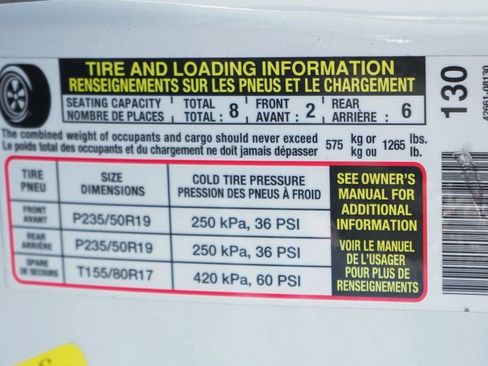 TIRE AND LOADING INFORMATION
RENSEIGNEMENTS SUR LES PNEUS ET LE CHARGEMENT
SEATING CAPACITY TOTAL : 8 FRONT : 2 REAR : 6
NOMBRE DE PLACES TOTAL AVANT ARRIÈRE
The combined weight of occupants and cargo should never exceed 575 kg or 1265 lbs.
Le poids total des occupants et du chargement ne doit jamais dépasser kg ou lb.
TIRE SIZE COLD TIRE PRESSURE
PNEU DIMENSIONS PRESSION DES PNEUS À FROID
FRONT
AVANT P235/50R19 250 kPa, 36 PSI
REAR
ARRIÈRE P235/50R19 250 kPa, 36 PSI
SPARE
DE SECOURS T155/80R17 420 kPa, 60 PSI
SEE OWNER'S
MANUAL FOR
ADDITIONAL
INFORMATION
VOIR LE MANUEL
DE L'USAGER
POUR PLUS DE
RENSEIGNEMENTS
130
42661-08130